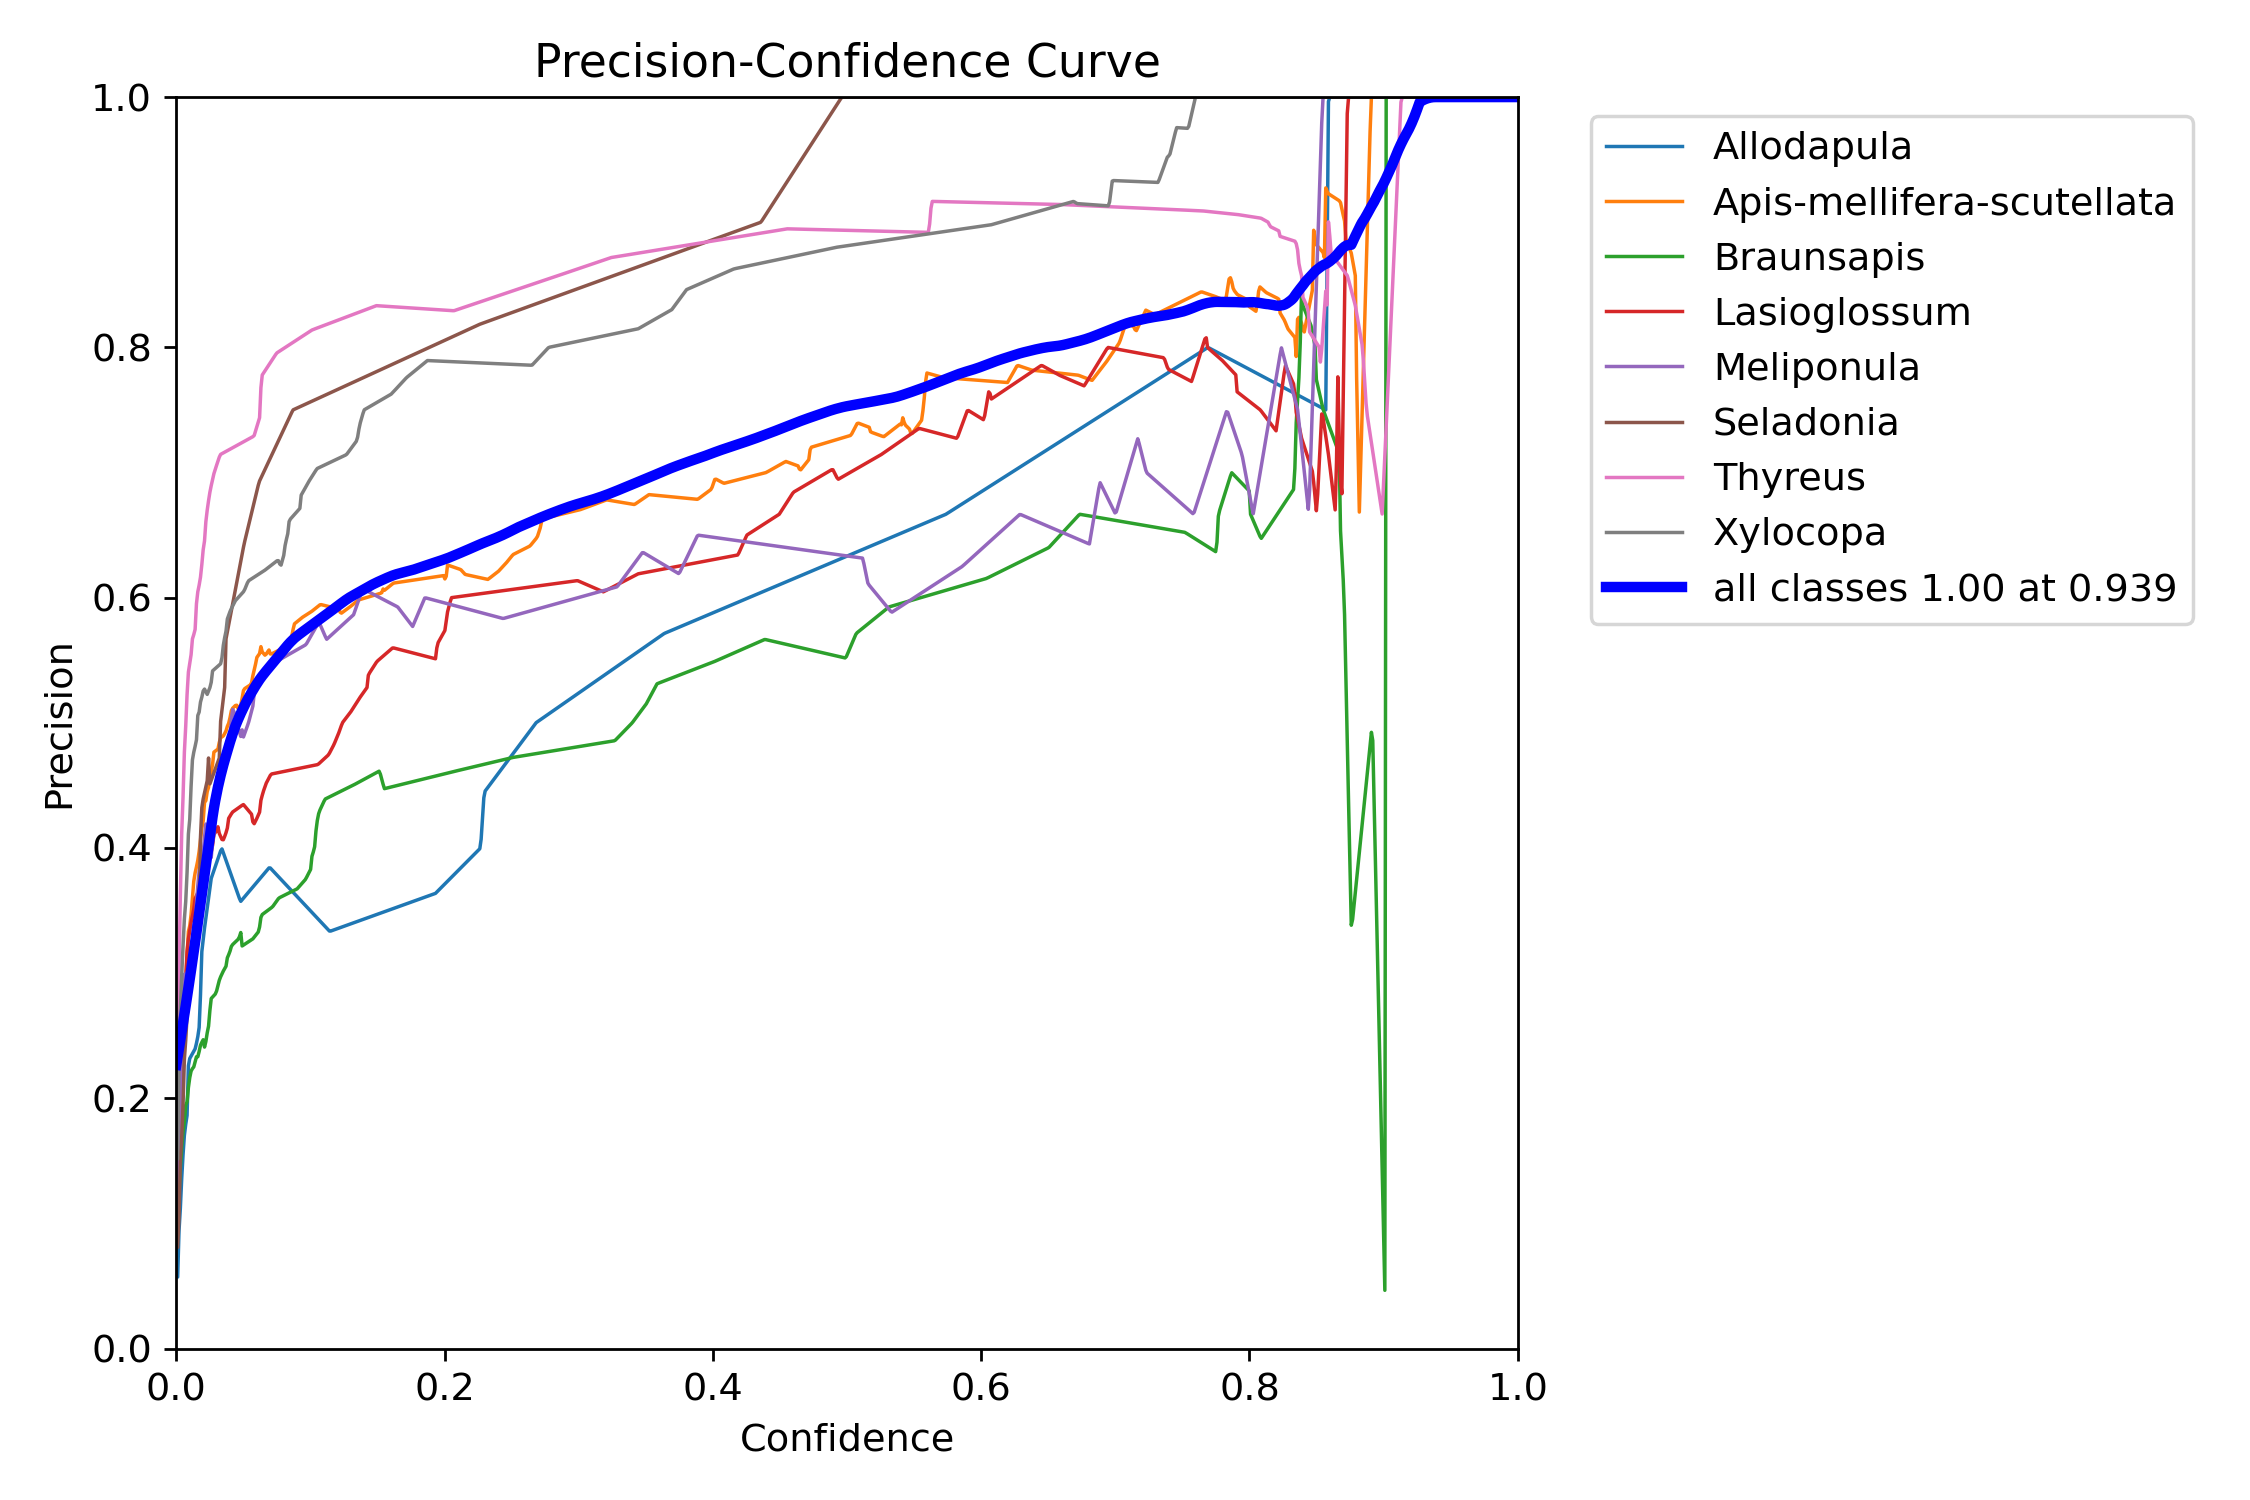 Precision-Confidence Curve
1.0
0.8
0.6
0.4
0.2
0.0
Precision
0.0 0.2 0.4 0.6 0.8 1.0
Confidence
Allodapula
Apis-mellifera-scutellata
Braunsapis
Lasioglossum
Meliponula
Seladonia
Thyreus
Xylocopa
all classes 1.00 at 0.939